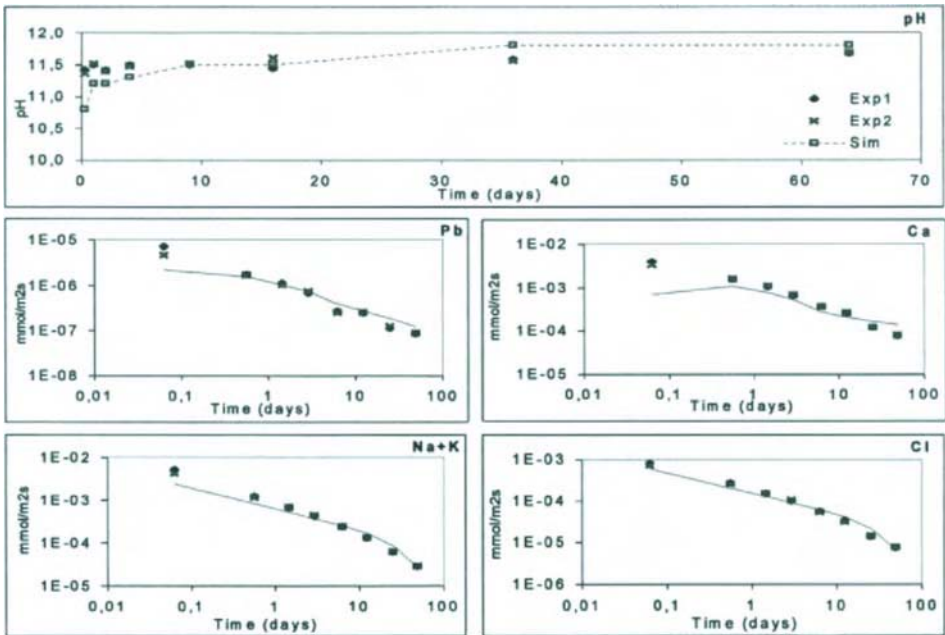 pH
12,0
11,5
11,0
10,5
10,0
pH
Exp1
Exp2
Sim
0 10 20 30 40 50 60 70
Time (days)
Pb
1E-05
1E-06
1E-07
1E-08
mmol/m2s
0,01 0,1 1 10 100
Time (days)
Ca
1E-02
1E-03
1E-04
1E-05
mmol/m2s
0,01 0,1 1 10 100
Time (days)
Na+K
1E-02
1E-03
1E-04
1E-05
mmol/m2s
0,01 0,1 1 10 100
Time (days)
Cl
1E-03
1E-04
1E-05
1E-06
mmol/m2s
0,01 0,1 1 10 100
Time (days)